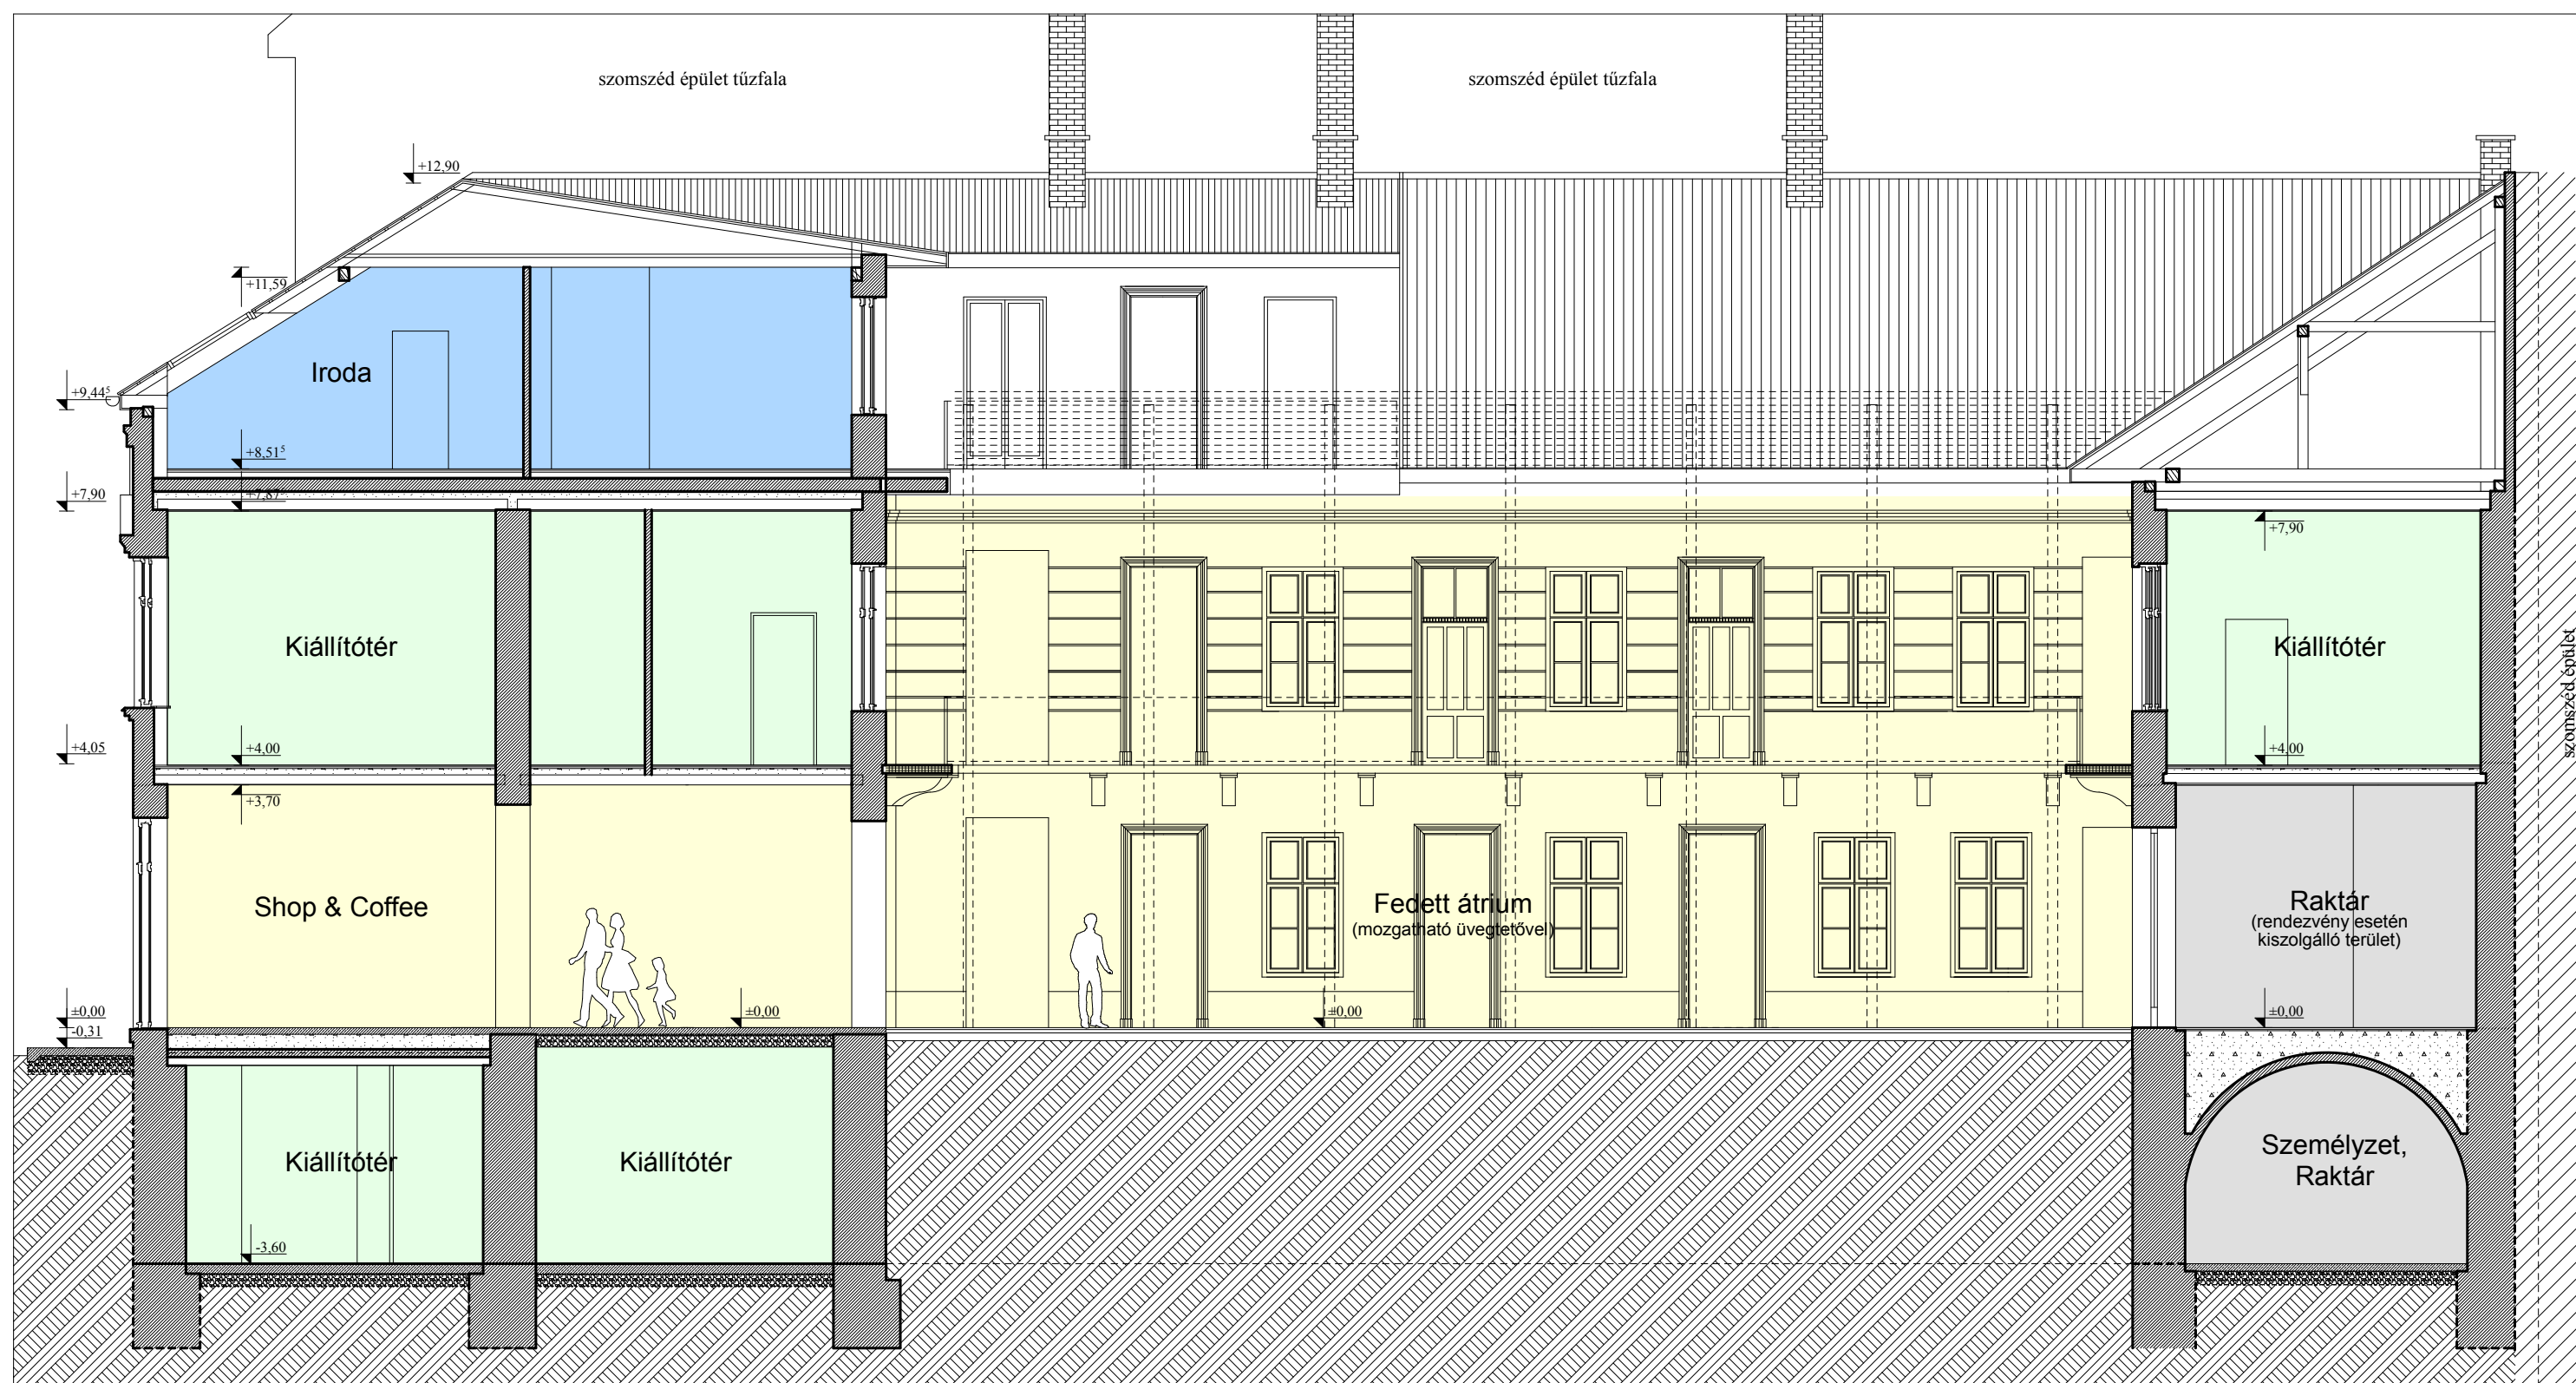 szomszéd épület tűzfala
szomszéd épület tűzfala
+12,90
+11,59
Iroda
+9,44⁵
+8,51⁵
+7,90
+7,87⁵
+7,90
Kiállítótér
Kiállítótér
szomszéd épület
+4,05
+4,00
+4,00
+3,70
Shop & Coffee
Fedett átrium
(mozgatható üvegtetővel)
Raktár
(rendezvény esetén
kiszolgálló terület)
±0,00
-0,31
±0,00
±0,00
±0,00
Kiállítótér
Kiállítótér
Személyzet,
Raktár
-3,60